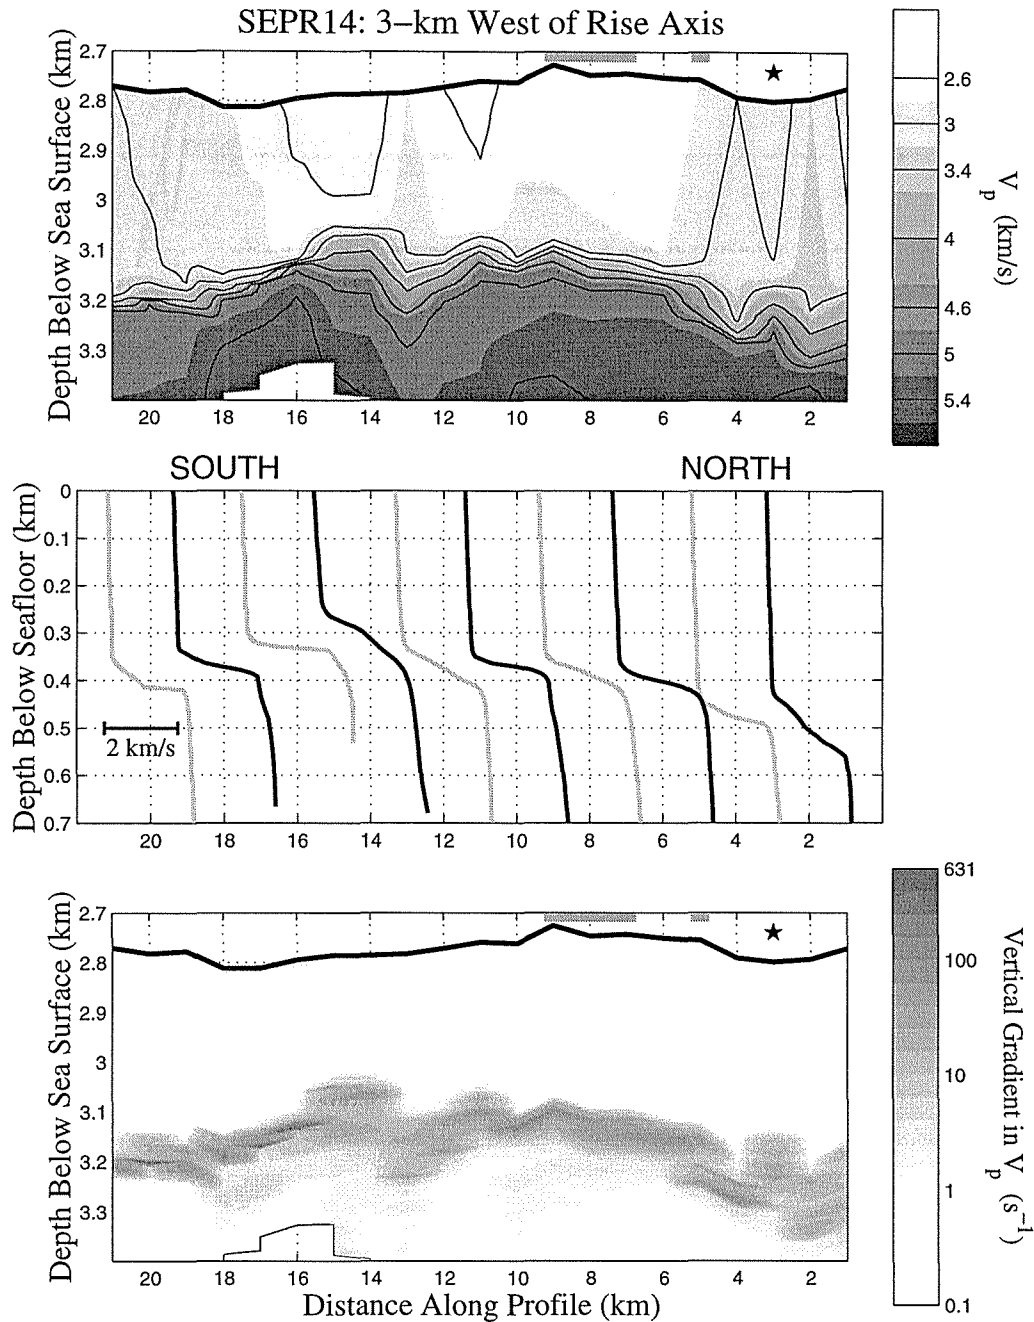 SEPR14: 3–km West of Rise Axis
Depth Below Sea Surface (km)
2.7
2.8
2.9
3
3.1
3.2
3.3
20 18 16 14 12 10 8 6 4 2
2.6
3
3.4
4
4.6
5
5.4
Vp (km/s)
SOUTH NORTH
Depth Below Seafloor (km)
0
0.1
0.2
0.3
0.4
0.5
0.6
0.7
2 km/s
20 18 16 14 12 10 8 6 4 2
Depth Below Sea Surface (km)
2.7
2.8
2.9
3
3.1
3.2
3.3
20 18 16 14 12 10 8 6 4 2
Distance Along Profile (km)
631
100
10
1
0.1
Vertical Gradient in Vp (s⁻¹)